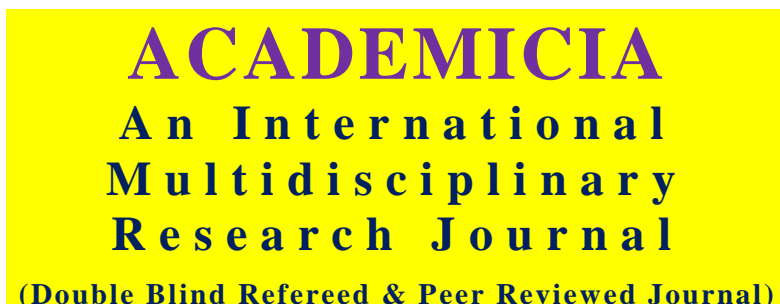 ACADEMICIA
An International
Multidisciplinary
Research Journal
(Double Blind Refereed & Peer Reviewed Journal)